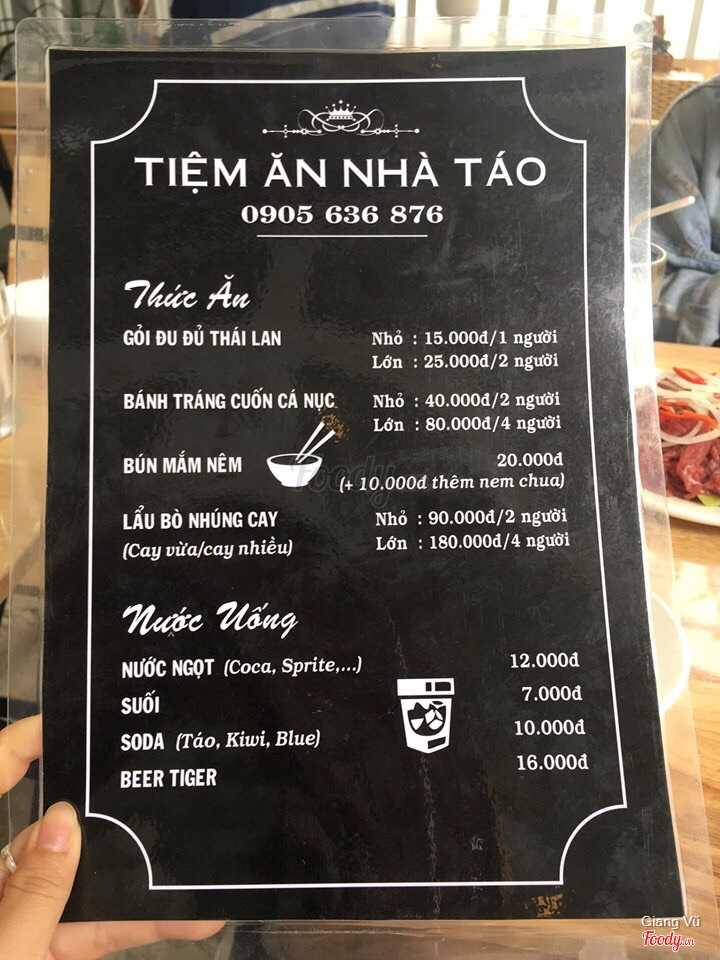 TIỆM ĂN NHÀ TÁO
0905 636 876
Thức Ăn
GỎI ĐU ĐỦ THÁI LAN Nhỏ : 15.000đ/1 người
Lớn : 25.000đ/2 người
BÁNH TRÁNG CUỐN CÁ NỤC Nhỏ : 40.000đ/2 người
Lớn : 80.000đ/4 người
BÚN MẮM NÊM 20.000đ
(+ 10.000đ thêm nem chua)
LẨU BÒ NHÚNG CAY Nhỏ : 90.000đ/2 người
(Cay vừa/cay nhiều) Lớn : 180.000đ/4 người
Nước Uống
NƯỚC NGỌT (Coca, Sprite,...) 12.000đ
SUỐI 7.000đ
SODA (Táo, Kiwi, Blue) 10.000đ
BEER TIGER 16.000đ
Foody
Giang Vũ
Foody.vn